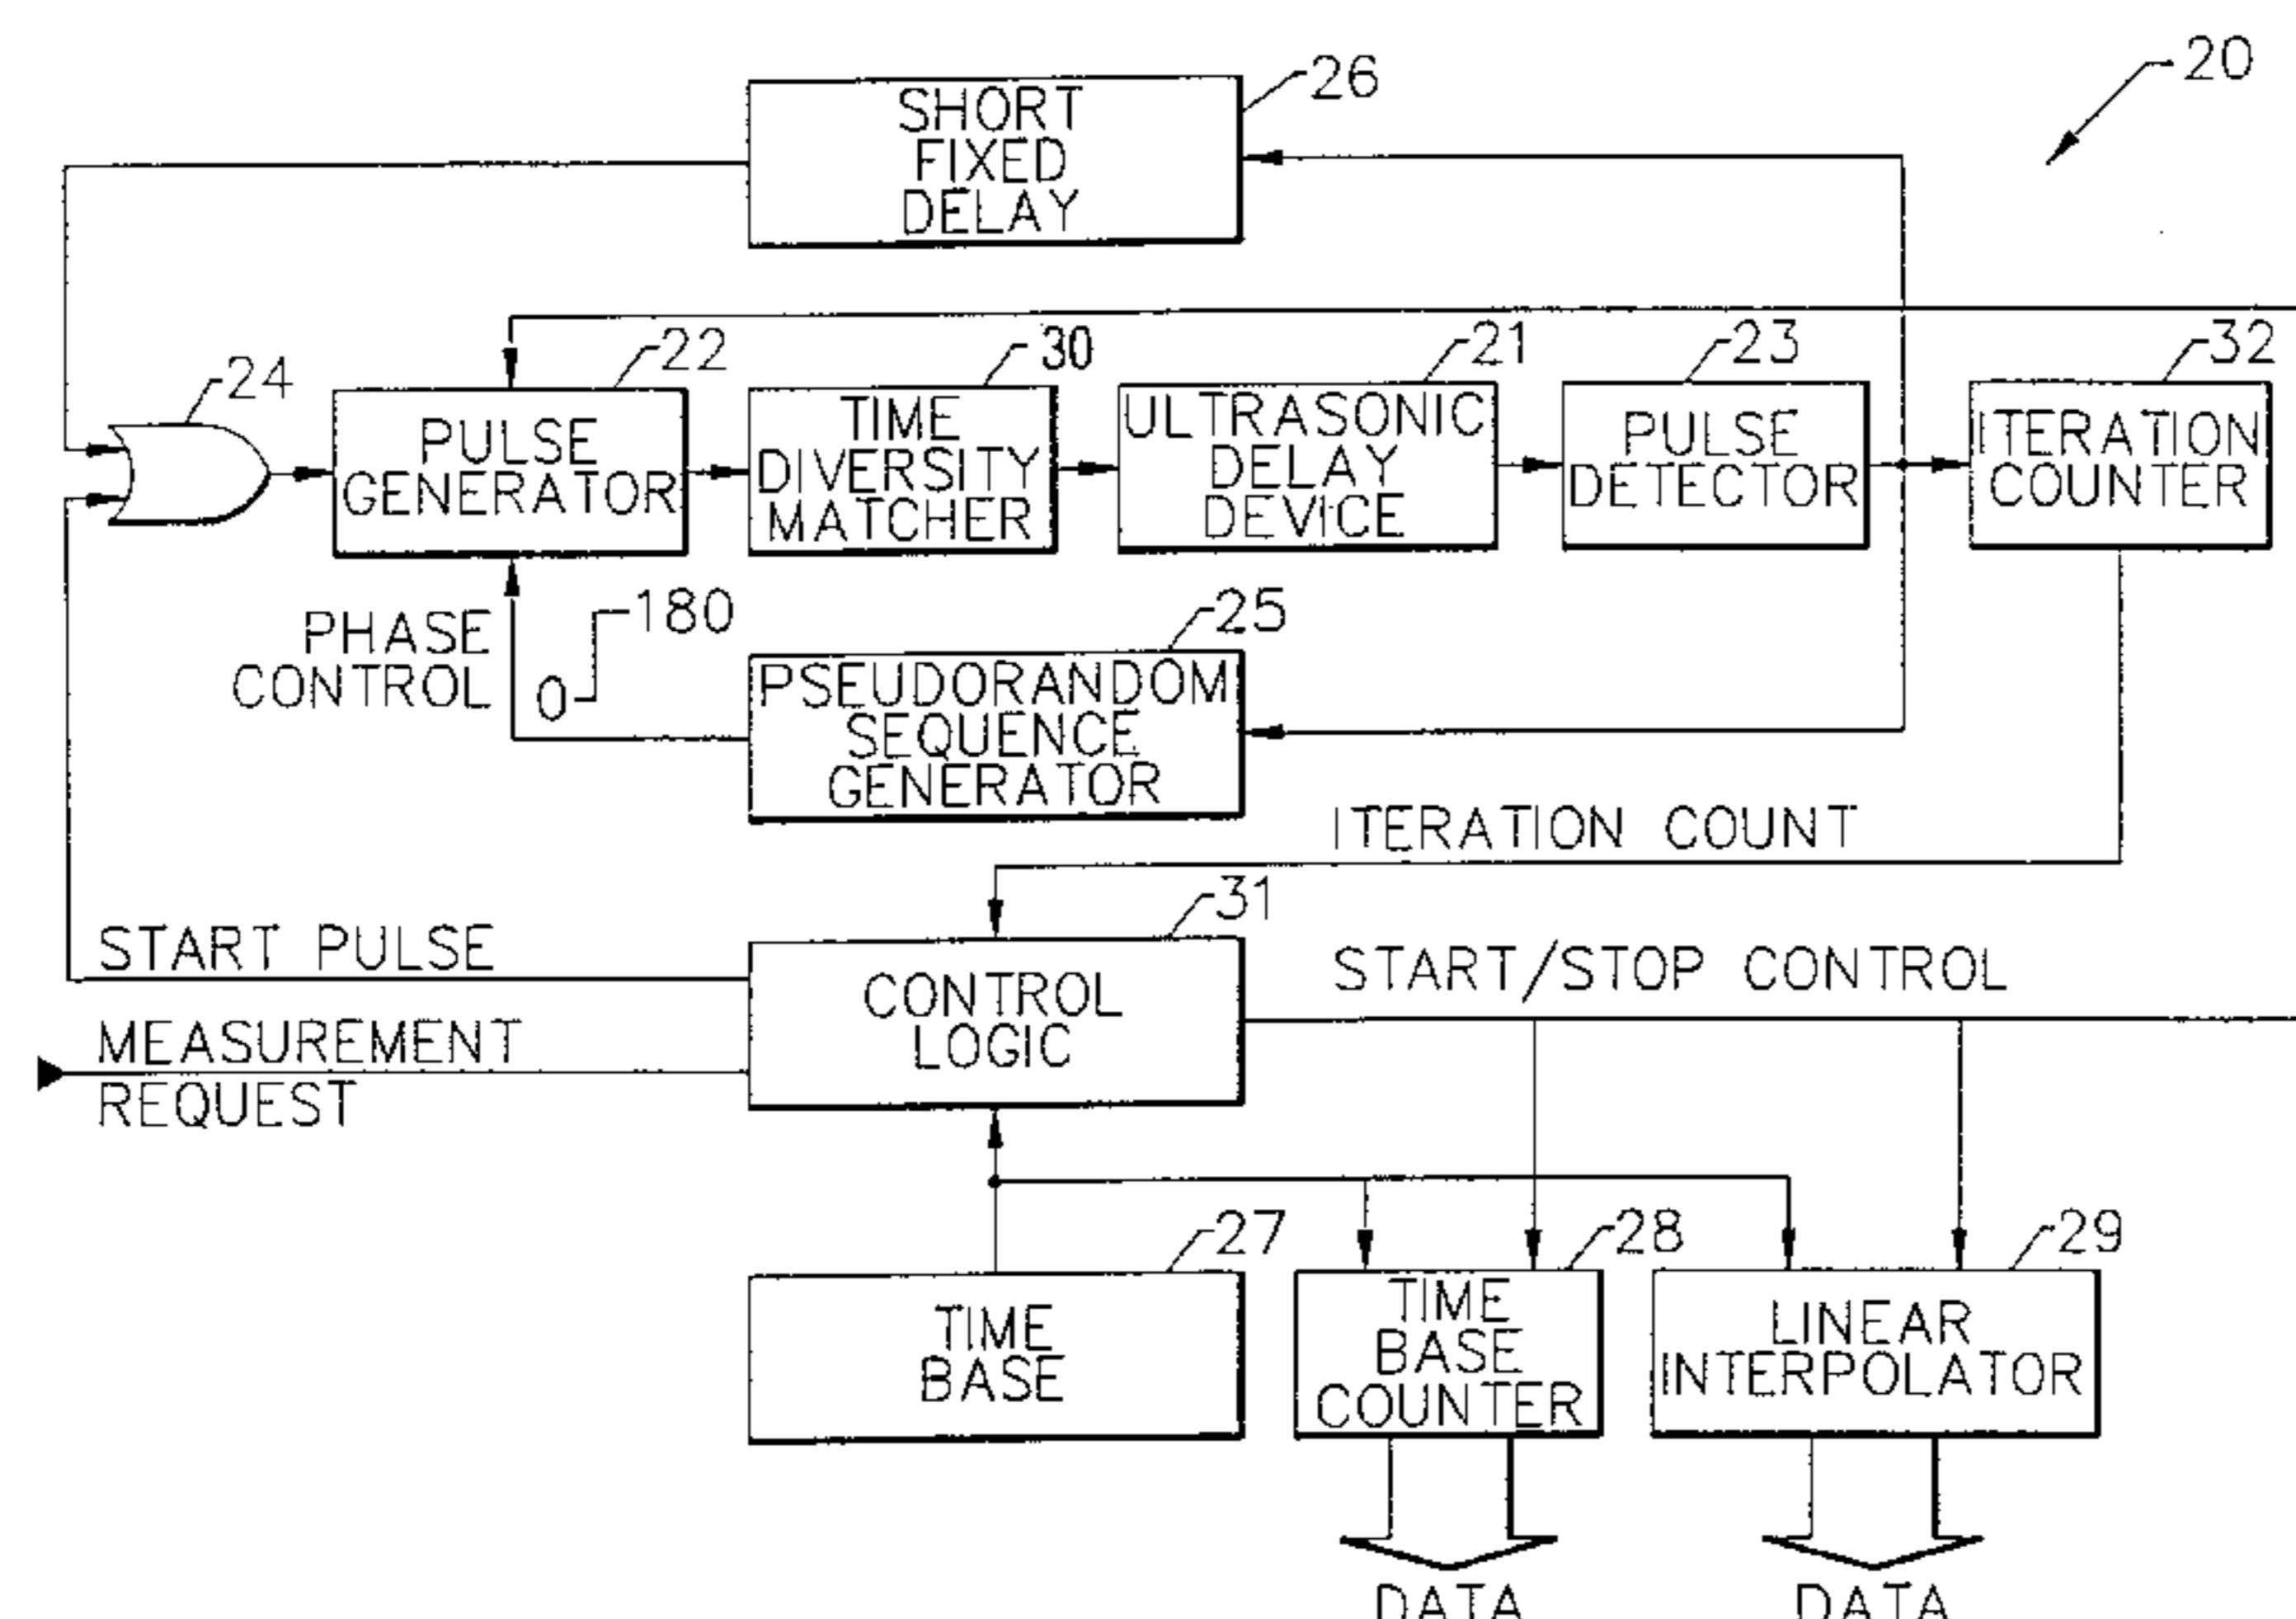 20
26
SHORT
FIXED
DELAY
24
22
30
21
23
32
PULSE
GENERATOR
TIME
DIVERSITY
MATCHER
ULTRASONIC
DELAY
DEVICE
PULSE
DETECTOR
ITERATION
COUNTER
PHASE
CONTROL
0
180
25
PSEUDORANDOM
SEQUENCE
GENERATOR
ITERATION COUNT
31
START PULSE
CONTROL
LOGIC
START/STOP CONTROL
MEASUREMENT
REQUEST
27
28
29
TIME
BASE
TIME
BASE
COUNTER
LINEAR
INTERPOLATOR
DATA
DATA